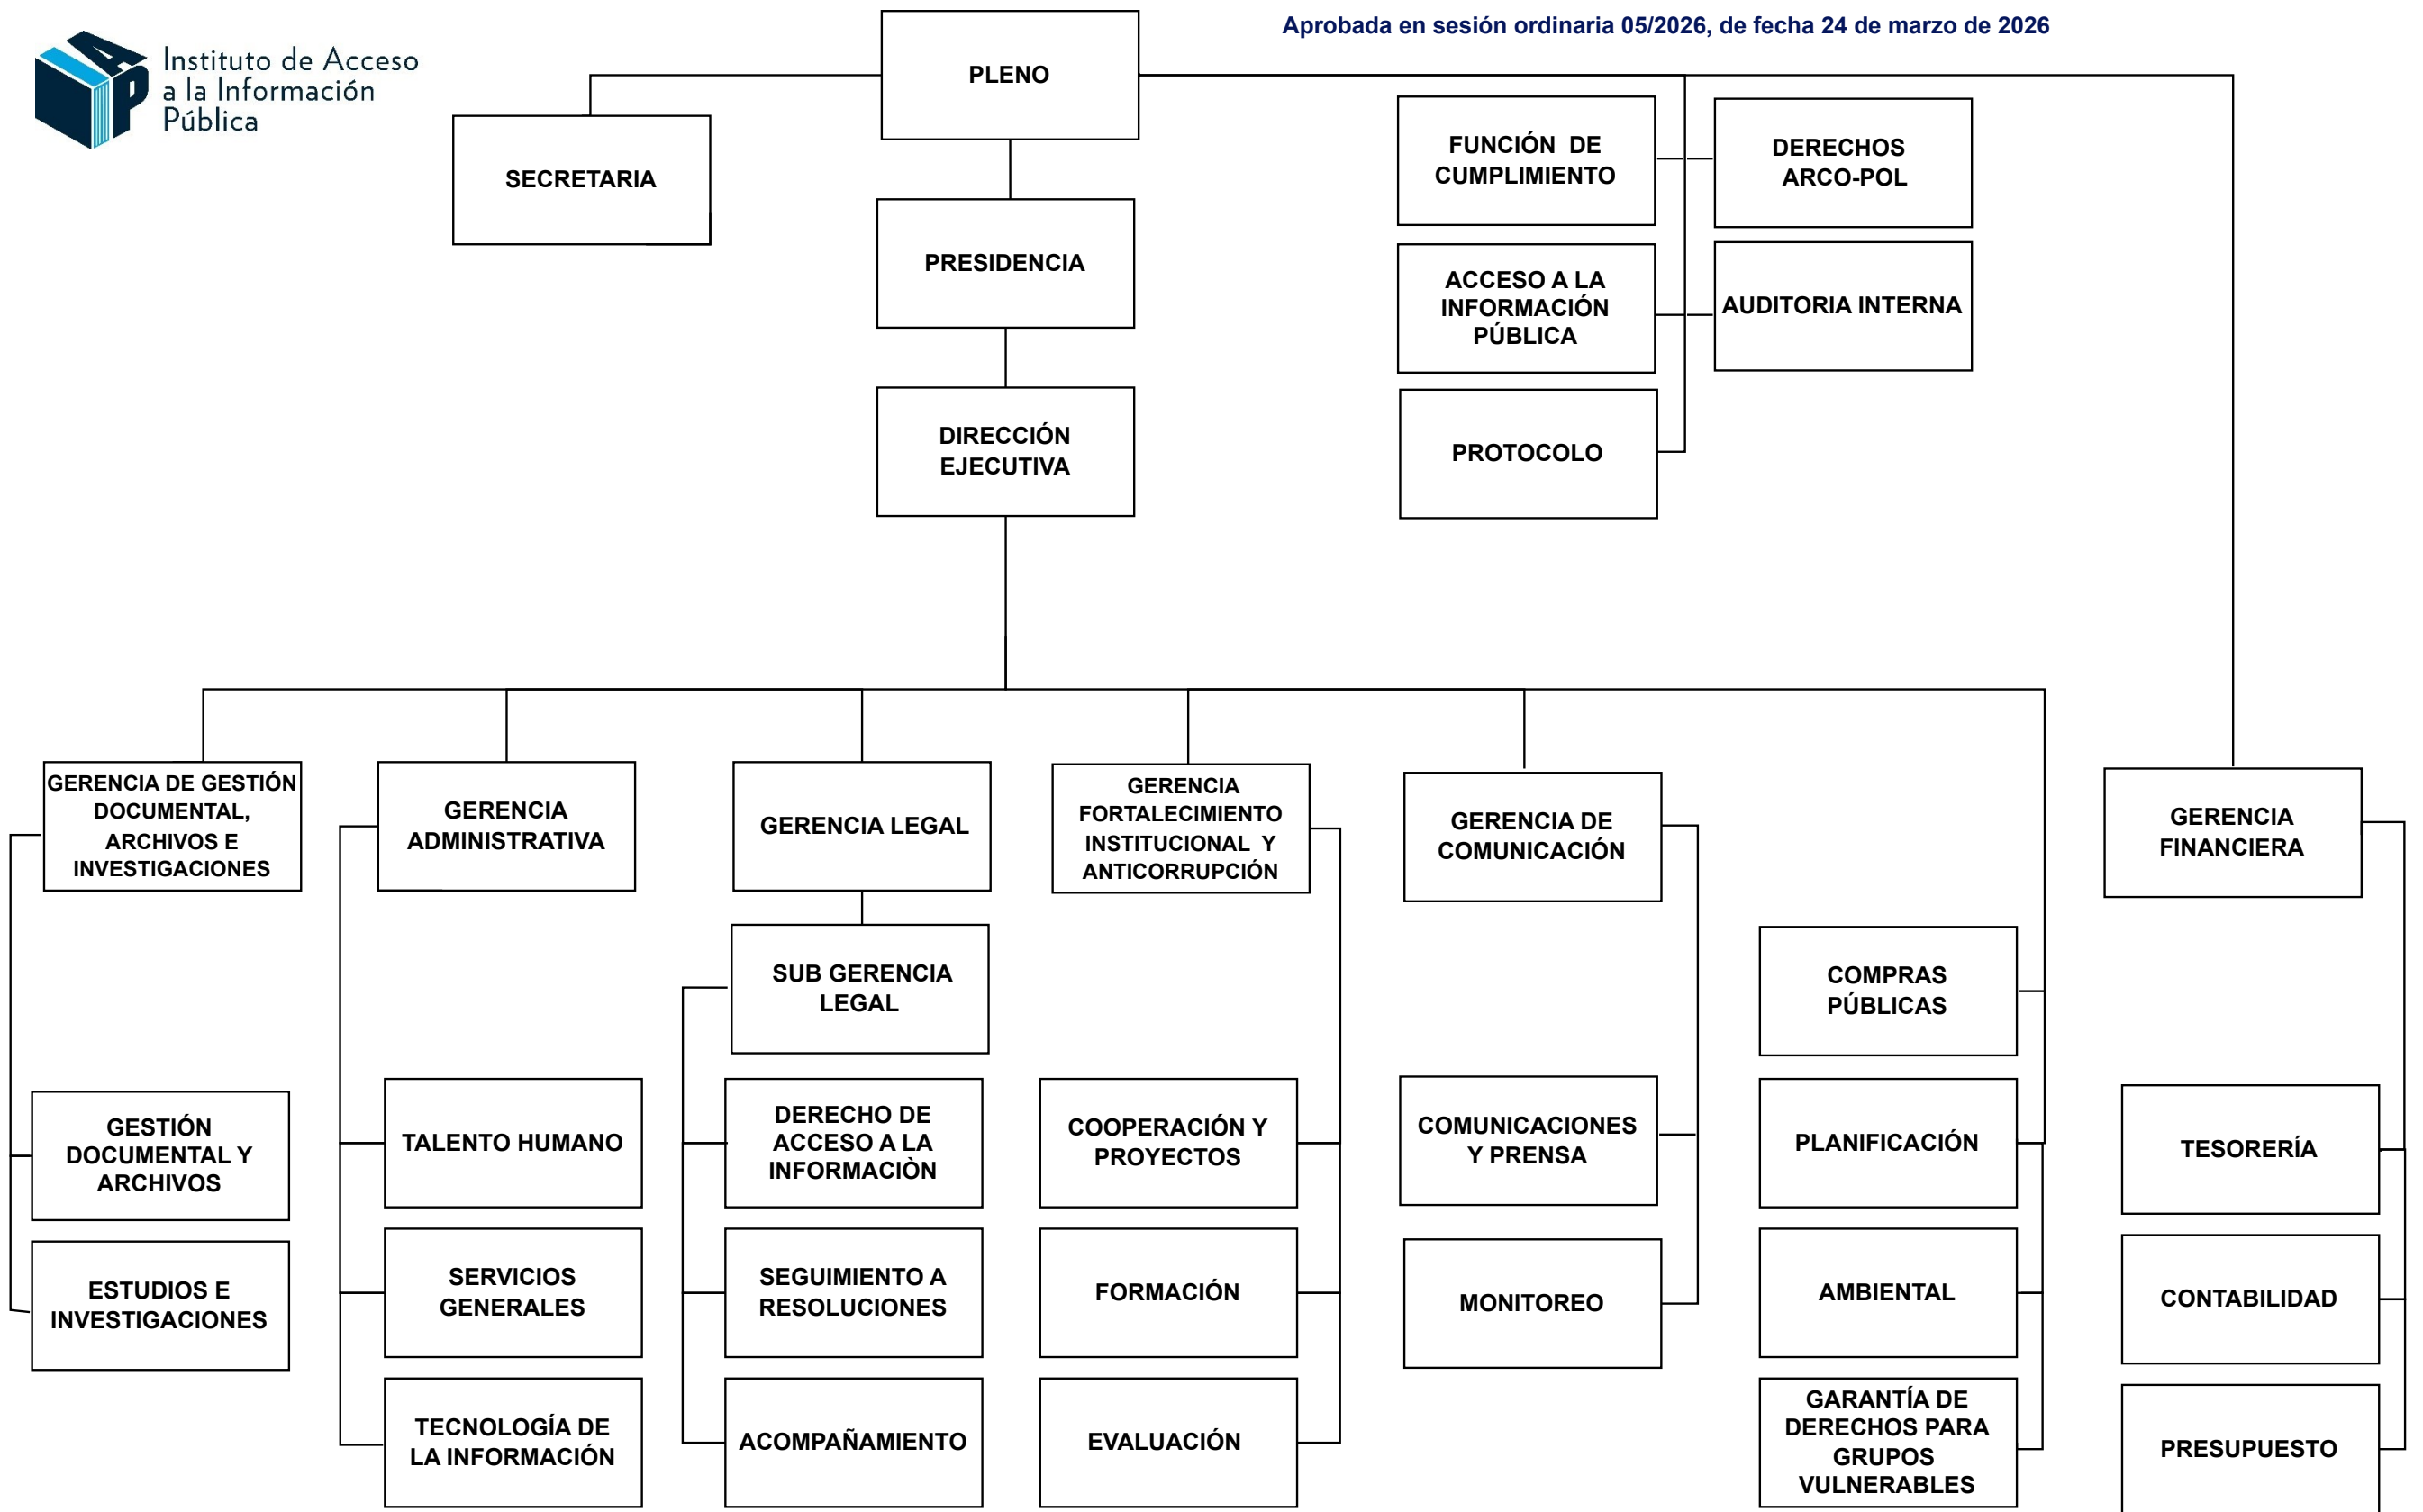 Aprobada en sesión ordinaria 05/2026, de fecha 24 de marzo de 2026
AP
Instituto de Acceso
a la Información
Pública
PLENO
SECRETARIA
FUNCIÓN DE
CUMPLIMIENTO
DERECHOS
ARCO-POL
PRESIDENCIA
ACCESO A LA
INFORMACIÓN
PÚBLICA
AUDITORIA INTERNA
DIRECCIÓN
EJECUTIVA
PROTOCOLO
GERENCIA DE GESTIÓN
DOCUMENTAL,
ARCHIVOS E
INVESTIGACIONES
GERENCIA
ADMINISTRATIVA
GERENCIA LEGAL
GERENCIA
FORTALECIMIENTO
INSTITUCIONAL Y
ANTICORRUPCIÓN
GERENCIA DE
COMUNICACIÓN
GERENCIA
FINANCIERA
SUB GERENCIA
LEGAL
COMPRAS
PÚBLICAS
GESTIÓN
DOCUMENTAL Y
ARCHIVOS
TALENTO HUMANO
DERECHO DE
ACCESO A LA
INFORMACIÒN
COOPERACIÓN Y
PROYECTOS
COMUNICACIONES
Y PRENSA
PLANIFICACIÓN
TESORERÍA
ESTUDIOS E
INVESTIGACIONES
SERVICIOS
GENERALES
SEGUIMIENTO A
RESOLUCIONES
FORMACIÓN
MONITOREO
AMBIENTAL
CONTABILIDAD
TECNOLOGÍA DE
LA INFORMACIÓN
ACOMPAÑAMIENTO
EVALUACIÓN
GARANTÍA DE
DERECHOS PARA
GRUPOS
VULNERABLES
PRESUPUESTO